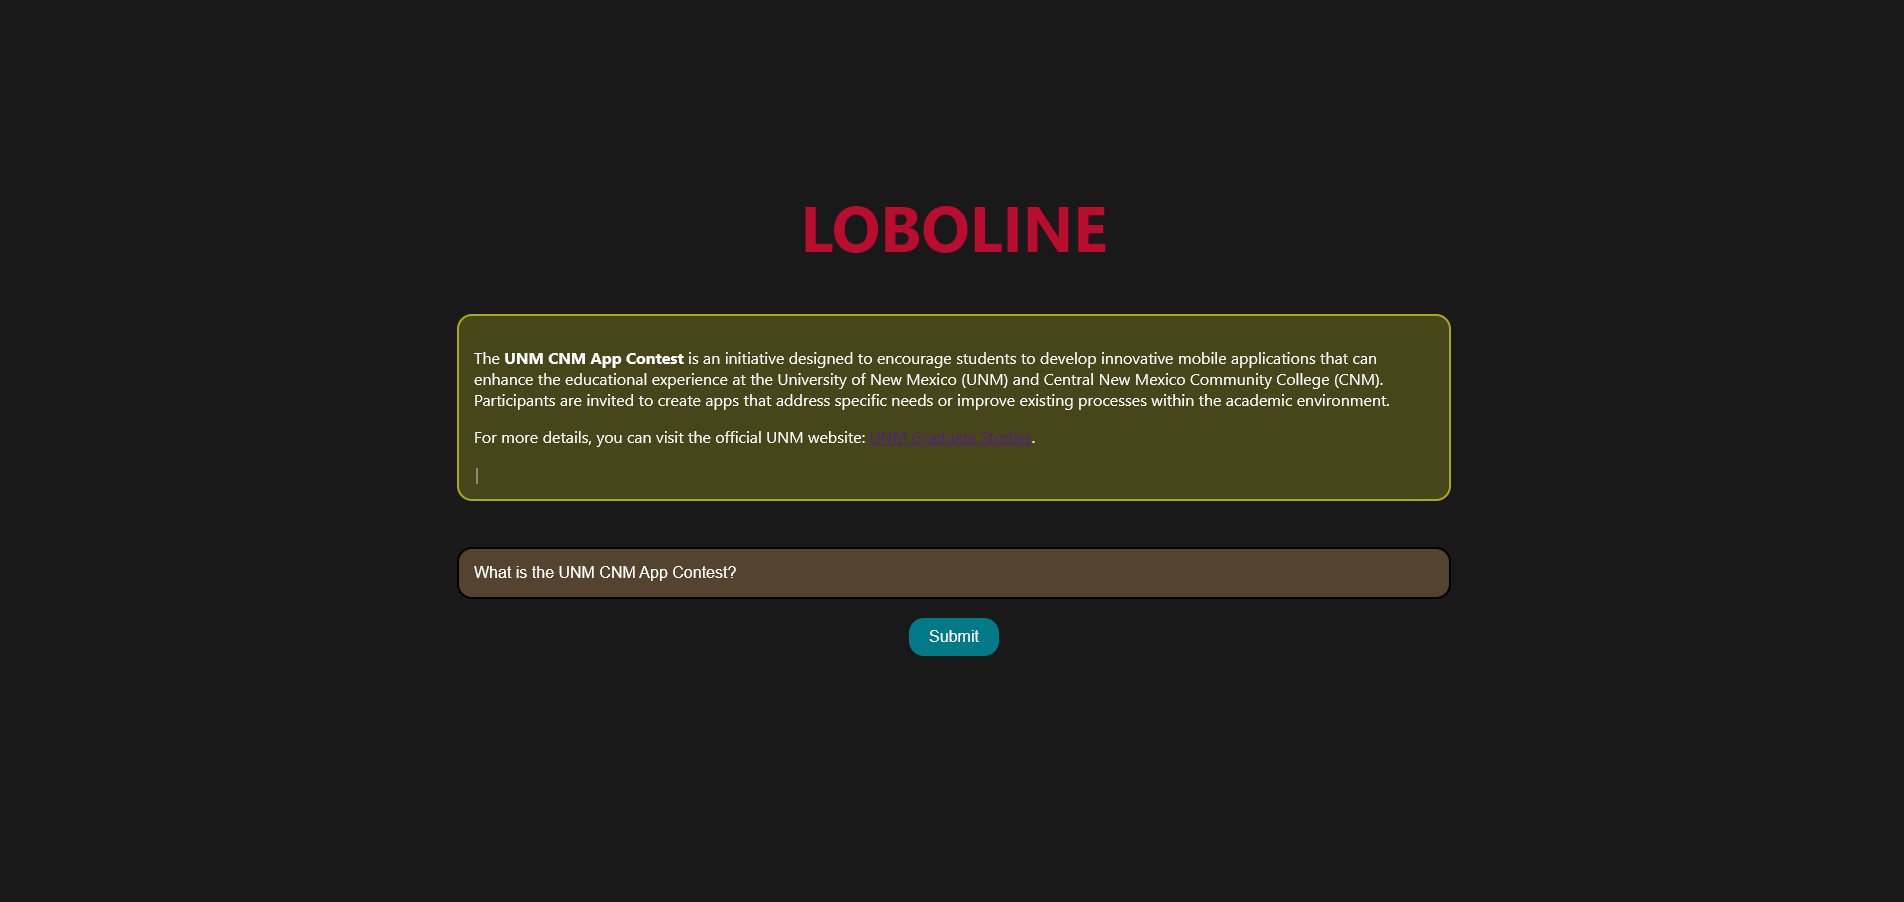 LOBOLINE
The UNM CNM App Contest is an initiative designed to encourage students to develop innovative mobile applications that can
enhance the educational experience at the University of New Mexico (UNM) and Central New Mexico Community College (CNM).
Participants are invited to create apps that address specific needs or improve existing processes within the academic environment.
For more details, you can visit the official UNM website: UNM Graduate Studies.
What is the UNM CNM App Contest?
Submit